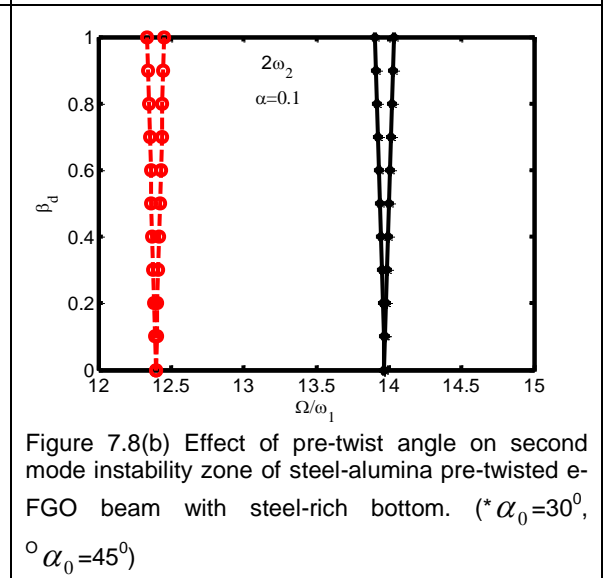 1
0.8
0.6
0.4
0.2
0
β_d
2ω₂
α=0.1
12 12.5 13 13.5 14 14.5 15
Ω/ω₁
Figure 7.8(b) Effect of pre-twist angle on second
mode instability zone of steel-alumina pre-twisted e-
FGO beam with steel-rich bottom. (*α₀=30⁰,
ᴼα₀=45⁰)